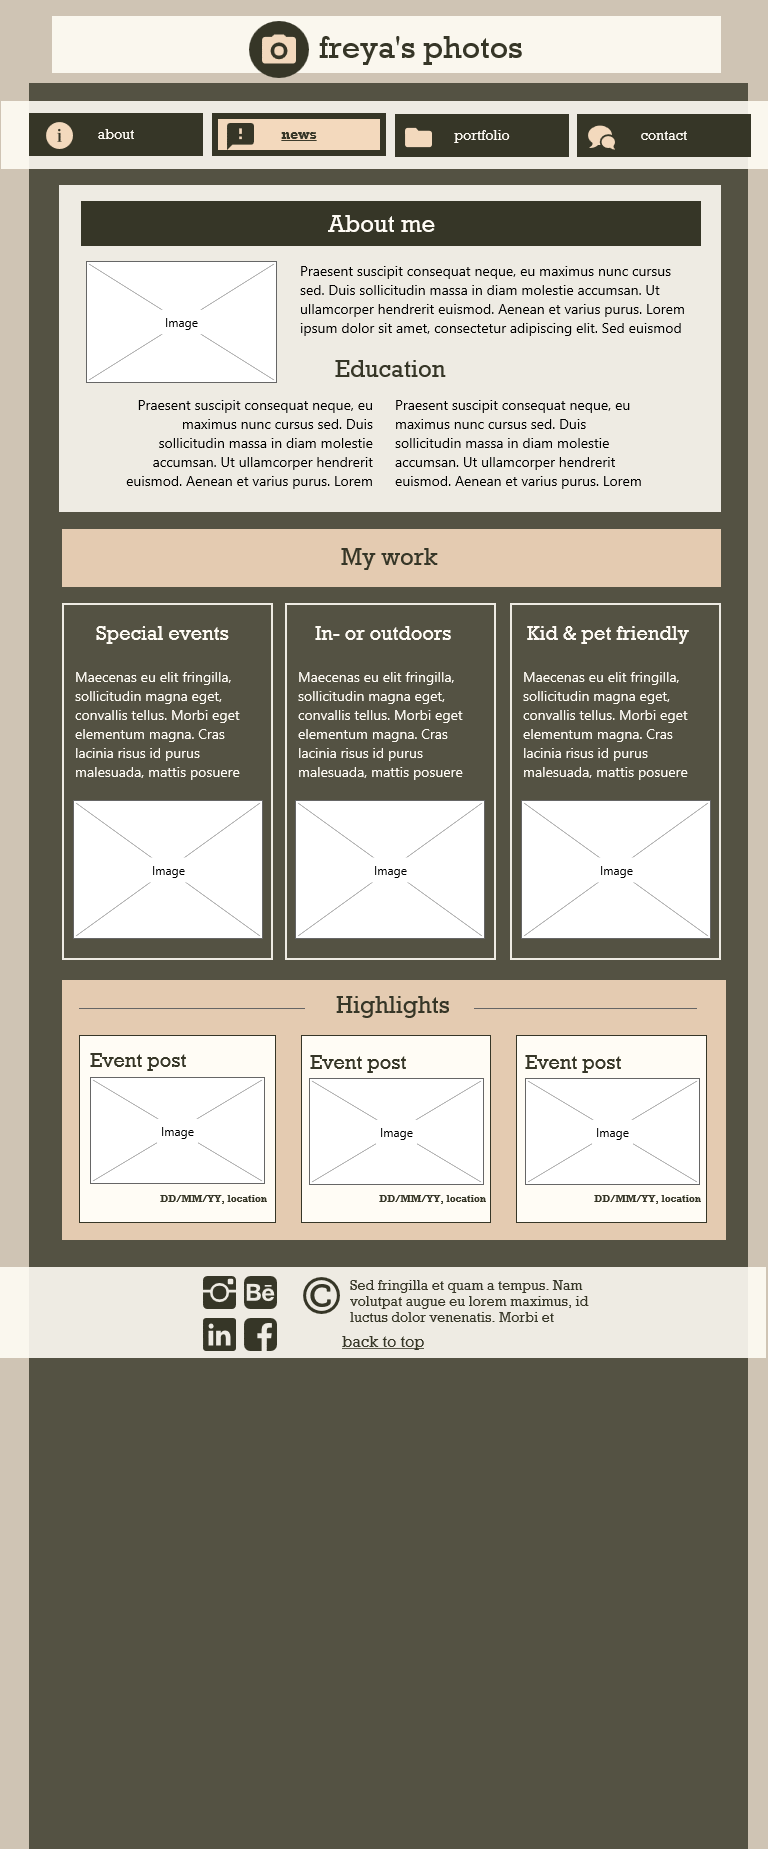 freya's photos
about
news
portfolio
contact
About me
Image
Praesent suscipit consequat neque, eu maximus nunc cursus
sed. Duis sollicitudin massa in diam molestie accumsan. Ut
ullamcorper hendrerit euismod. Aenean et varius purus. Lorem
ipsum dolor sit amet, consectetur adipiscing elit. Sed euismod
Education
Praesent suscipit consequat neque, eu
maximus nunc cursus sed. Duis
sollicitudin massa in diam molestie
accumsan. Ut ullamcorper hendrerit
euismod. Aenean et varius purus. Lorem
Praesent suscipit consequat neque, eu
maximus nunc cursus sed. Duis
sollicitudin massa in diam molestie
accumsan. Ut ullamcorper hendrerit
euismod. Aenean et varius purus. Lorem
My work
Special events
Maecenas eu elit fringilla,
sollicitudin magna eget,
convallis tellus. Morbi eget
elementum magna. Cras
lacinia risus id purus
malesuada, mattis posuere
Image
In- or outdoors
Maecenas eu elit fringilla,
sollicitudin magna eget,
convallis tellus. Morbi eget
elementum magna. Cras
lacinia risus id purus
malesuada, mattis posuere
Image
Kid & pet friendly
Maecenas eu elit fringilla,
sollicitudin magna eget,
convallis tellus. Morbi eget
elementum magna. Cras
lacinia risus id purus
malesuada, mattis posuere
Image
Highlights
Event post
Image
DD/MM/YY, location
Event post
Image
DD/MM/YY, location
Event post
Image
DD/MM/YY, location
Bē
in
f
©
Sed fringilla et quam a tempus. Nam
volutpat augue eu lorem maximus, id
luctus dolor venenatis. Morbi et
back to top